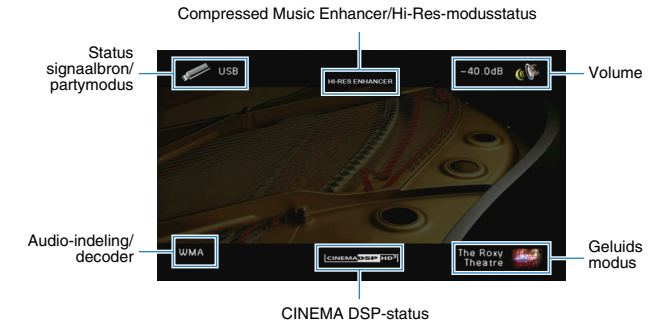 Compressed Music Enhancer/Hi-Res-modusstatus
Status
signaalbron/
partymodus
USB
HI-RES ENHANCER
-40.0dB
Volume
Audio-indeling/
decoder
WMA
CINEMA DSP HD³
The Roxy
Theatre
Geluids
modus
CINEMA DSP-status